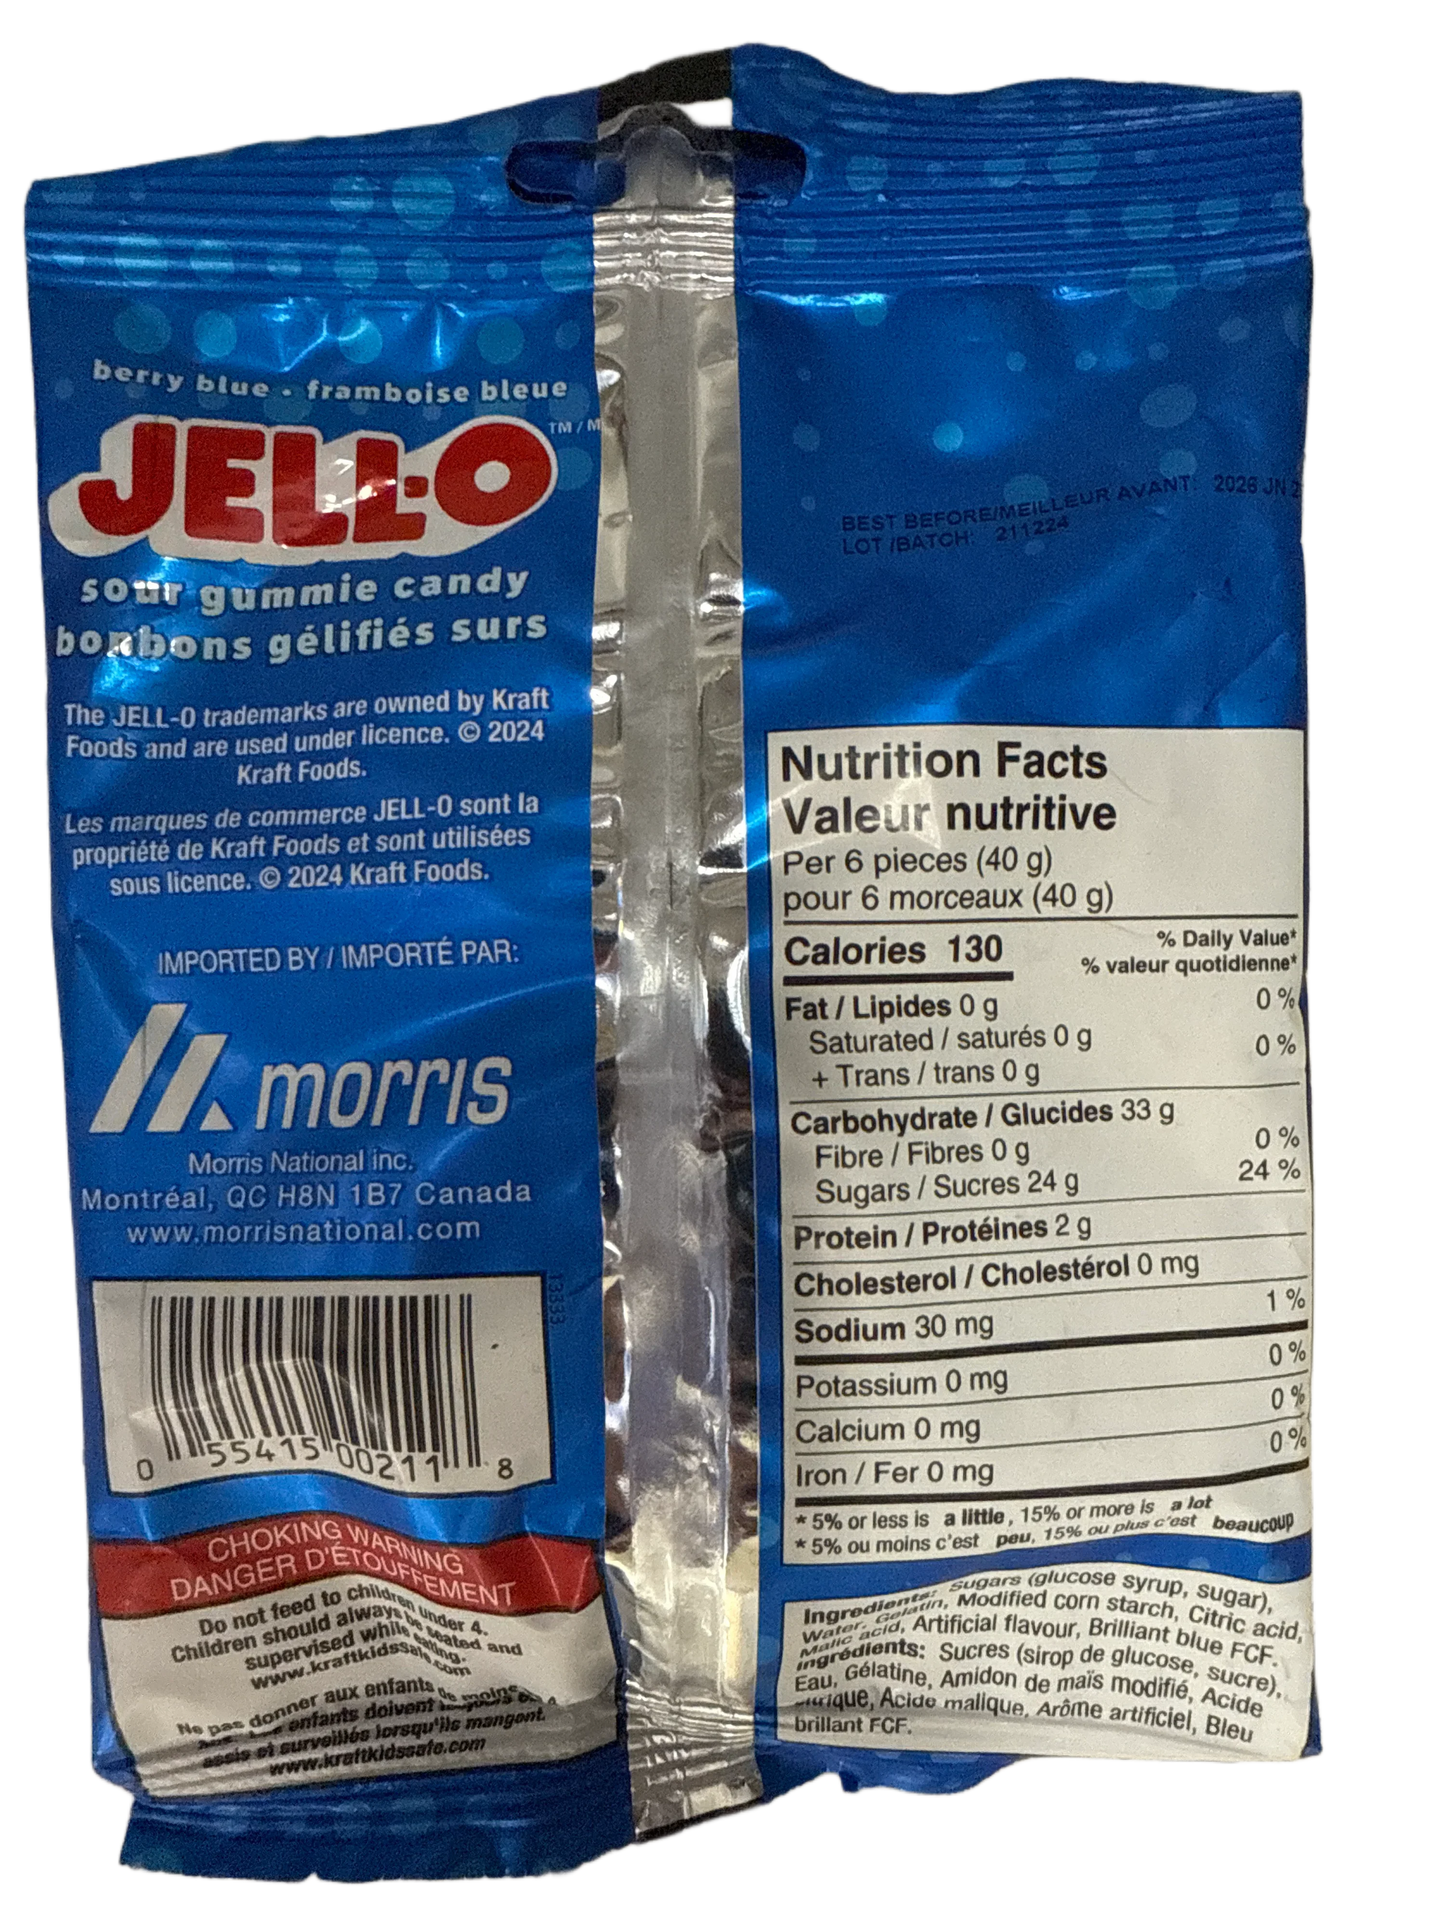 berry blue • framboise bleue
JELL-O
TM / M
sour gummie candy
bonbons gélifiés surs
The JELL-O trademarks are owned by Kraft
Foods and are used under licence. © 2024
Kraft Foods.
Les marques de commerce JELL-O sont la
propriété de Kraft Foods et sont utilisées
sous licence. © 2024 Kraft Foods.
IMPORTED BY / IMPORTÉ PAR:
morris
Morris National inc.
Montréal, QC H8N 1B7 Canada
www.morrisnational.com
13333
0 55415 00211 8
CHOKING WARNING
DANGER D'ÉTOUFFEMENT
Do not feed to children under 4.
Children should always be seated and
supervised while eating.
www.kraftkidssafe.com
Ne pas donner aux enfants de moins
enfants doivent
assis et surveillés lorsqu'ils mangent.
www.kraftkidssafe.com
BEST BEFORE/MEILLEUR AVANT: 2026 JN 2
LOT /BATCH: 211224
Nutrition Facts
Valeur nutritive
Per 6 pieces (40 g)
pour 6 morceaux (40 g)
Calories 130
% Daily Value*
% valeur quotidienne*
Fat / Lipides 0 g 0 %
Saturated / saturés 0 g
+ Trans / trans 0 g 0 %
Carbohydrate / Glucides 33 g
Fibre / Fibres 0 g 0 %
Sugars / Sucres 24 g 24 %
Protein / Protéines 2 g
Cholesterol / Cholestérol 0 mg
Sodium 30 mg 1 %
Potassium 0 mg 0 %
Calcium 0 mg 0 %
Iron / Fer 0 mg 0 %
* 5% or less is a little, 15% or more is a lot
* 5% ou moins c'est peu, 15% ou plus c'est beaucoup
Ingredients: Sugars (glucose syrup, sugar),
Water, Gelatin, Modified corn starch, Citric acid,
Malic acid, Artificial flavour, Brilliant blue FCF.
Ingrédients: Sucres (sirop de glucose, sucre),
Eau, Gélatine, Amidon de maïs modifié, Acide
citrique, Acide malique, Arôme artificiel, Bleu
brillant FCF.